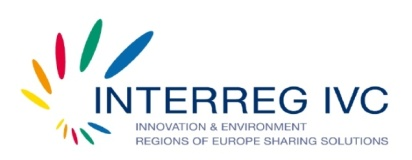 INTERREG IVC
INNOVATION & ENVIRONMENT
REGIONS OF EUROPE SHARING SOLUTIONS